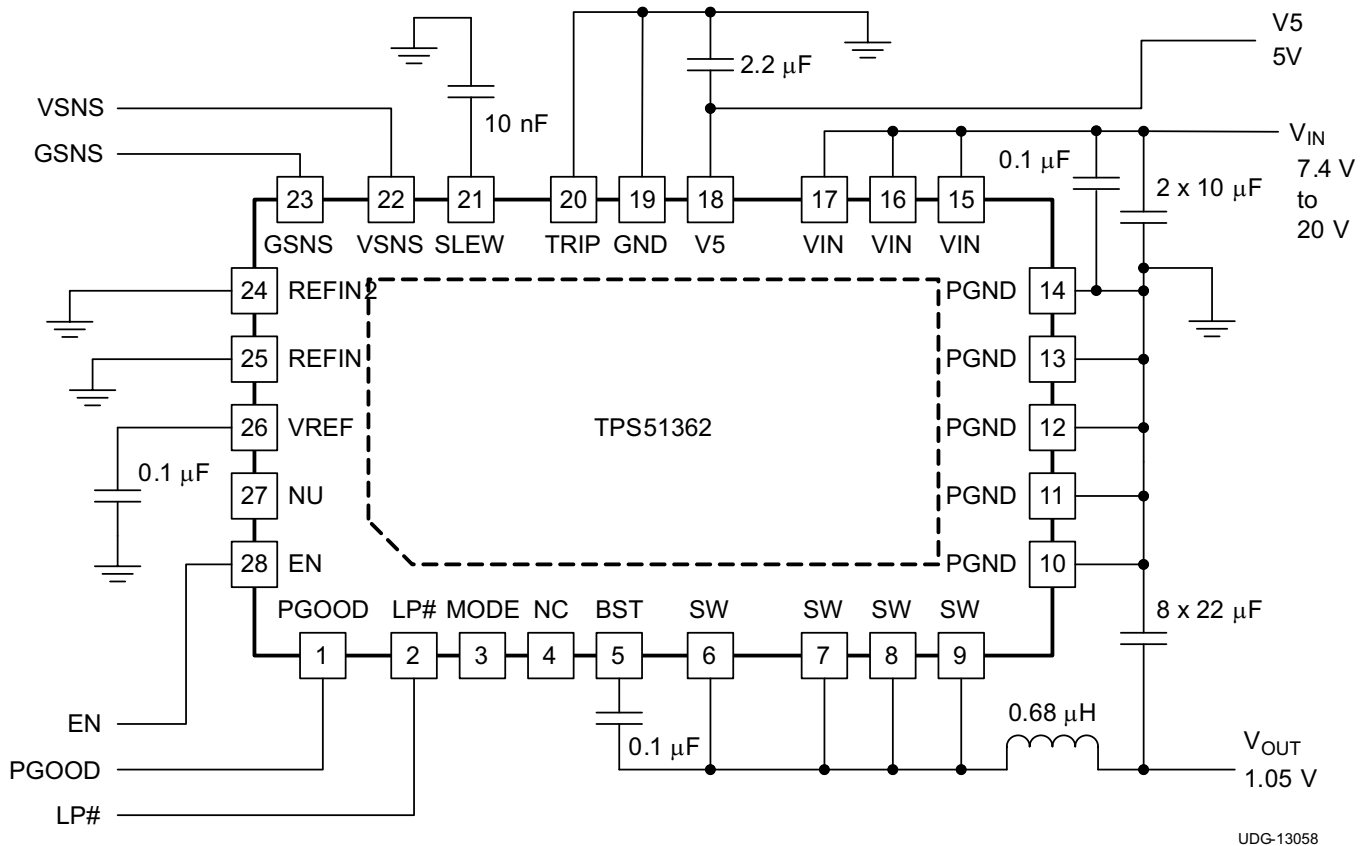 V5
5V
2.2 μF
VSNS
10 nF
GSNS
VIN
0.1 μF
7.4 V
to
20 V
2 x 10 μF
23 22 21 20 19 18 17 16 15
GSNS VSNS SLEW TRIP GND V5 VIN VIN VIN
24 REFIN2 PGND 14
25 REFIN PGND 13
26 VREF TPS51362 PGND 12
0.1 μF
27 NU PGND 11
28 EN PGND 10
PGOOD LP# MODE NC BST SW SW SW SW
8 x 22 μF
1 2 3 4 5 6 7 8 9
EN
0.1 μF
0.68 μH
PGOOD
VOUT
1.05 V
LP#
UDG-13058